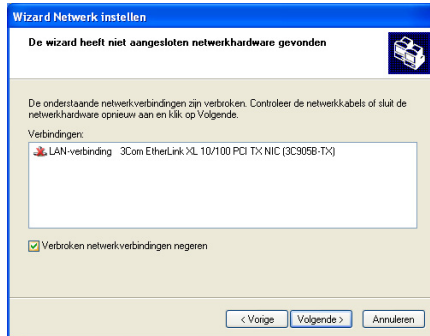 Wizard Netwerk instellen
De wizard heeft niet aangesloten netwerkhardware gevonden
De onderstaande netwerkverbindingen zijn verbroken. Controleer de netwerkkabels of sluit de
netwerkhardware opnieuw aan en klik op Volgende.
Verbindingen:
LAN-verbinding 3Com EtherLink XL 10/100 PCI TX NIC (3C905B-TX)
Verbroken netwerkverbindingen negeren
< Vorige Volgende > Annuleren